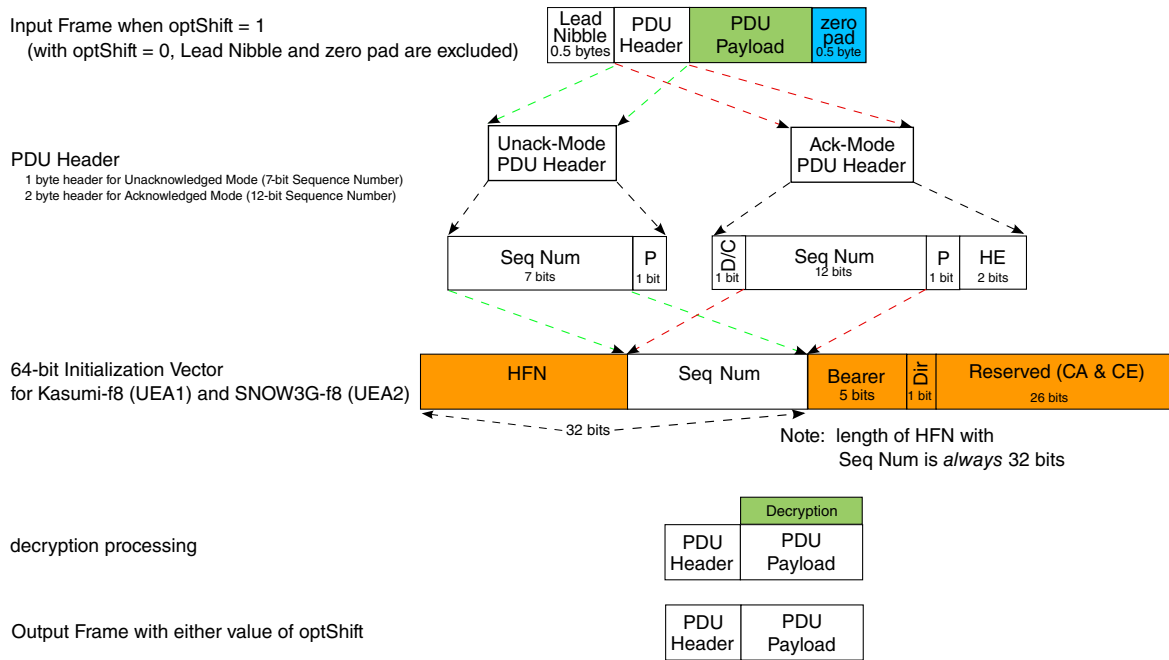 Input Frame when optShift = 1
(with optShift = 0, Lead Nibble and zero pad are excluded)
Lead Nibble
0.5 bytes
PDU Header
PDU Payload
zero pad
0.5 byte
Unack-Mode
PDU Header
Ack-Mode
PDU Header
PDU Header
1 byte header for Unacknowledged Mode (7-bit Sequence Number)
2 byte header for Acknowledged Mode (12-bit Sequence Number)
Seq Num
7 bits
P
1 bit
D/C
1 bit
Seq Num
12 bits
P
1 bit
HE
2 bits
64-bit Initialization Vector
for Kasumi-f8 (UEA1) and SNOW3G-f8 (UEA2)
HFN
Seq Num
Bearer
5 bits
Dir
1 bit
Reserved (CA & CE)
26 bits
32 bits
Note: length of HFN with
Seq Num is always 32 bits
decryption processing
Decryption
PDU Header
PDU Payload
Output Frame with either value of optShift
PDU Header
PDU Payload